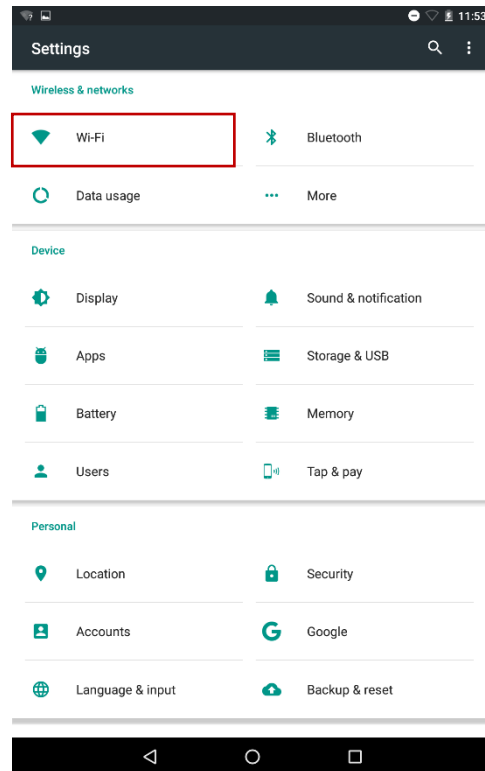 11:53
Settings
Wireless & networks
Wi-Fi Bluetooth
Data usage More
Device
Display Sound & notification
Apps Storage & USB
Battery Memory
Users Tap & pay
Personal
Location Security
Accounts Google
Language & input Backup & reset